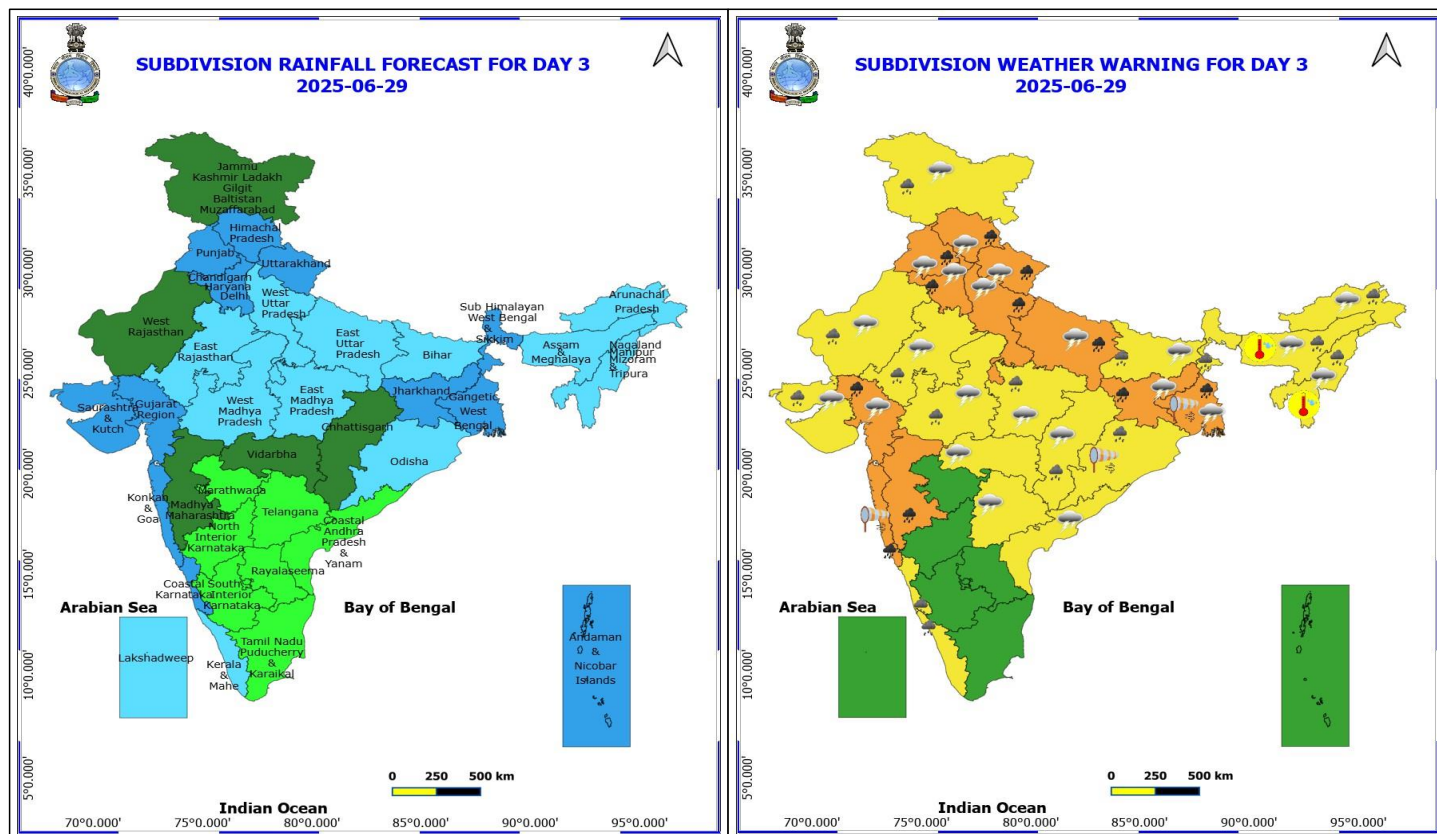 SUBDIVISION RAINFALL FORECAST FOR DAY 3
2025-06-29
40°0.000'
35°0.000'
30°0.000'
25°0.000'
20°0.000'
15°0.000'
10°0.000'
5°0.000'
Jammu
Kashmir Ladakh
Gilgit
Baltistan
Muzaffarabad
Himachal
Pradesh
Punjab
Uttarakhand
Chandigarh
Haryana
Delhi
West
Uttar
Pradesh
West
Rajasthan
East
Rajasthan
East
Uttar
Pradesh
Bihar
Sub Himalayan
West Bengal
&
Sikkim
Arunachal
Pradesh
Assam
&
Meghalaya
Nagaland
Manipur
Mizoram
&
Tripura
Saurashtra
&
Kutch
Gujarat
Region
West
Madhya
Pradesh
East
Madhya
Pradesh
Jharkhand
Gangetic
West
Bengal
Chhattisgarh
Odisha
Vidarbha
Konkan
&
Goa
Madhya
Maharashtra
Marathwada
North
Interior
Karnataka
Telangana
Coastal
Andhra
Pradesh
&
Yanam
Rayalaseema
Coastal
Karnataka
South
Interior
Karnataka
Tamil Nadu
Puducherry
&
Karaikal
Kerala
&
Mahe
Lakshadweep
Andaman
&
Nicobar
Islands
Arabian Sea
Bay of Bengal
Indian Ocean
0 250 500 km
70°0.000' 75°0.000' 80°0.000' 85°0.000' 90°0.000' 95°0.000'
SUBDIVISION WEATHER WARNING FOR DAY 3
2025-06-29
40°0.000'
35°0.000'
30°0.000'
25°0.000'
20°0.000'
15°0.000'
10°0.000'
5°0.000'
Arabian Sea
Bay of Bengal
Indian Ocean
0 250 500 km
70°0.000' 75°0.000' 80°0.000' 85°0.000' 90°0.000' 95°0.000'